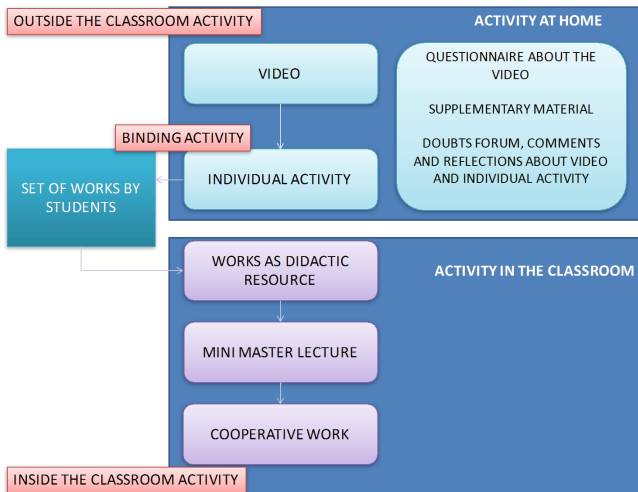 OUTSIDE THE CLASSROOM ACTIVITY
ACTIVITY AT HOME
VIDEO
QUESTIONNAIRE ABOUT THE
VIDEO
SUPPLEMENTARY MATERIAL
DOUBTS FORUM, COMMENTS
AND REFLECTIONS ABOUT VIDEO
AND INDIVIDUAL ACTIVITY
BINDING ACTIVITY
INDIVIDUAL ACTIVITY
SET OF WORKS BY
STUDENTS
WORKS AS DIDACTIC
RESOURCE
ACTIVITY IN THE CLASSROOM
MINI MASTER LECTURE
COOPERATIVE WORK
INSIDE THE CLASSROOM ACTIVITY